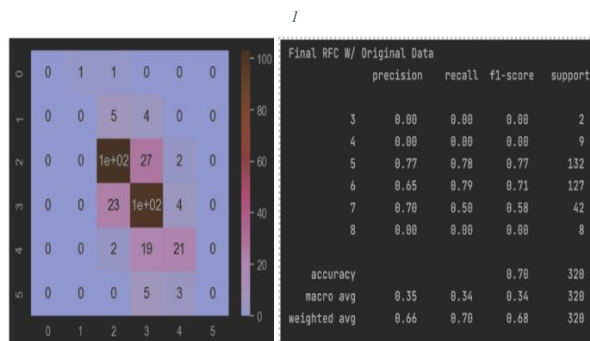 1
0 0 1 1 0 0 0
1 0 0 5 4 0 0
2 0 0 1e+02 27 2 0
3 0 0 23 1e+02 4 0
4 0 0 2 19 21 0
5 0 0 0 5 3 0
0 1 2 3 4 5
100
80
60
40
20
0
Final RFC W/ Original Data
precision recall f1-score support
3 0.00 0.00 0.00 2
4 0.00 0.00 0.00 9
5 0.77 0.78 0.77 132
6 0.65 0.79 0.71 127
7 0.70 0.50 0.58 42
8 0.00 0.00 0.00 8
accuracy 0.70 320
macro avg 0.35 0.34 0.34 320
weighted avg 0.66 0.70 0.68 320